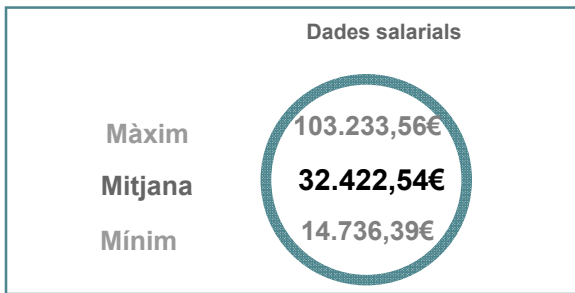 Dades salarials
Màxim 103.233,56€
Mitjana 32.422,54€
Mínim 14.736,39€